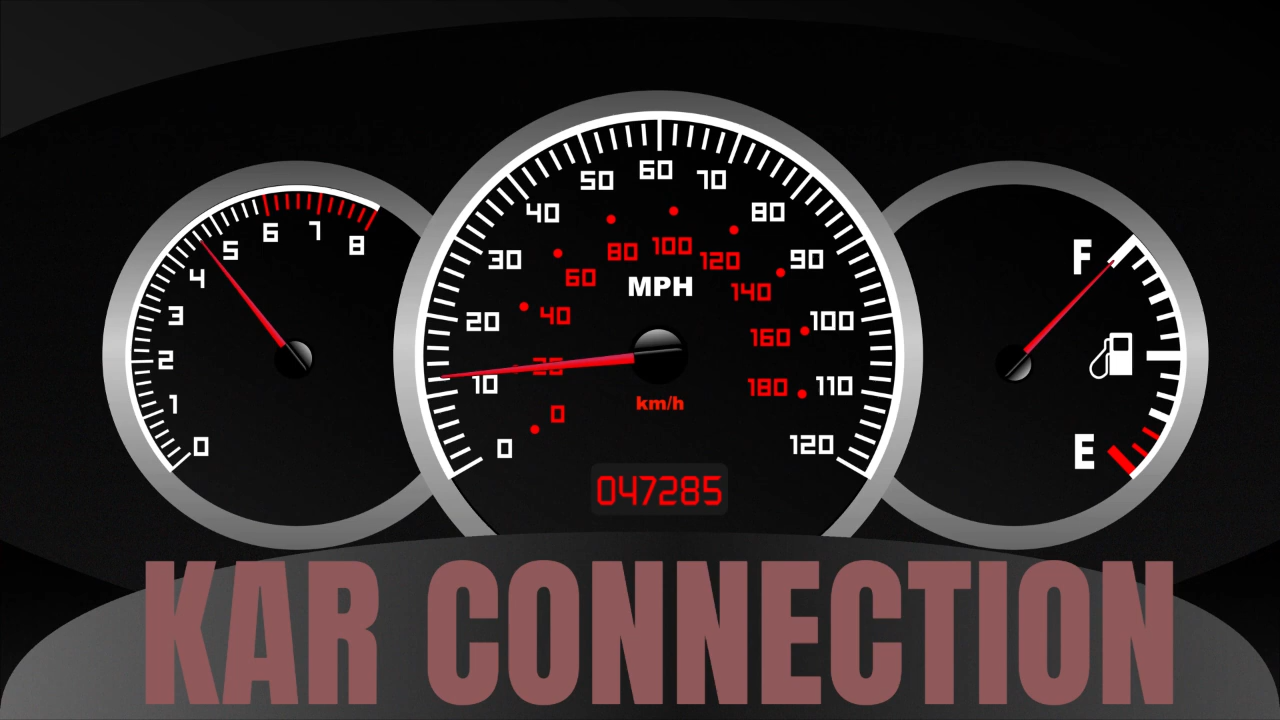 0 1 2 3 4 5 6 7 8
0 10 20 30 40 50 60 70 80 90 100 110 120
0 20 40 60 80 100 120 140 160 180
MPH
km/h
047285
F
E
KAR CONNECTION